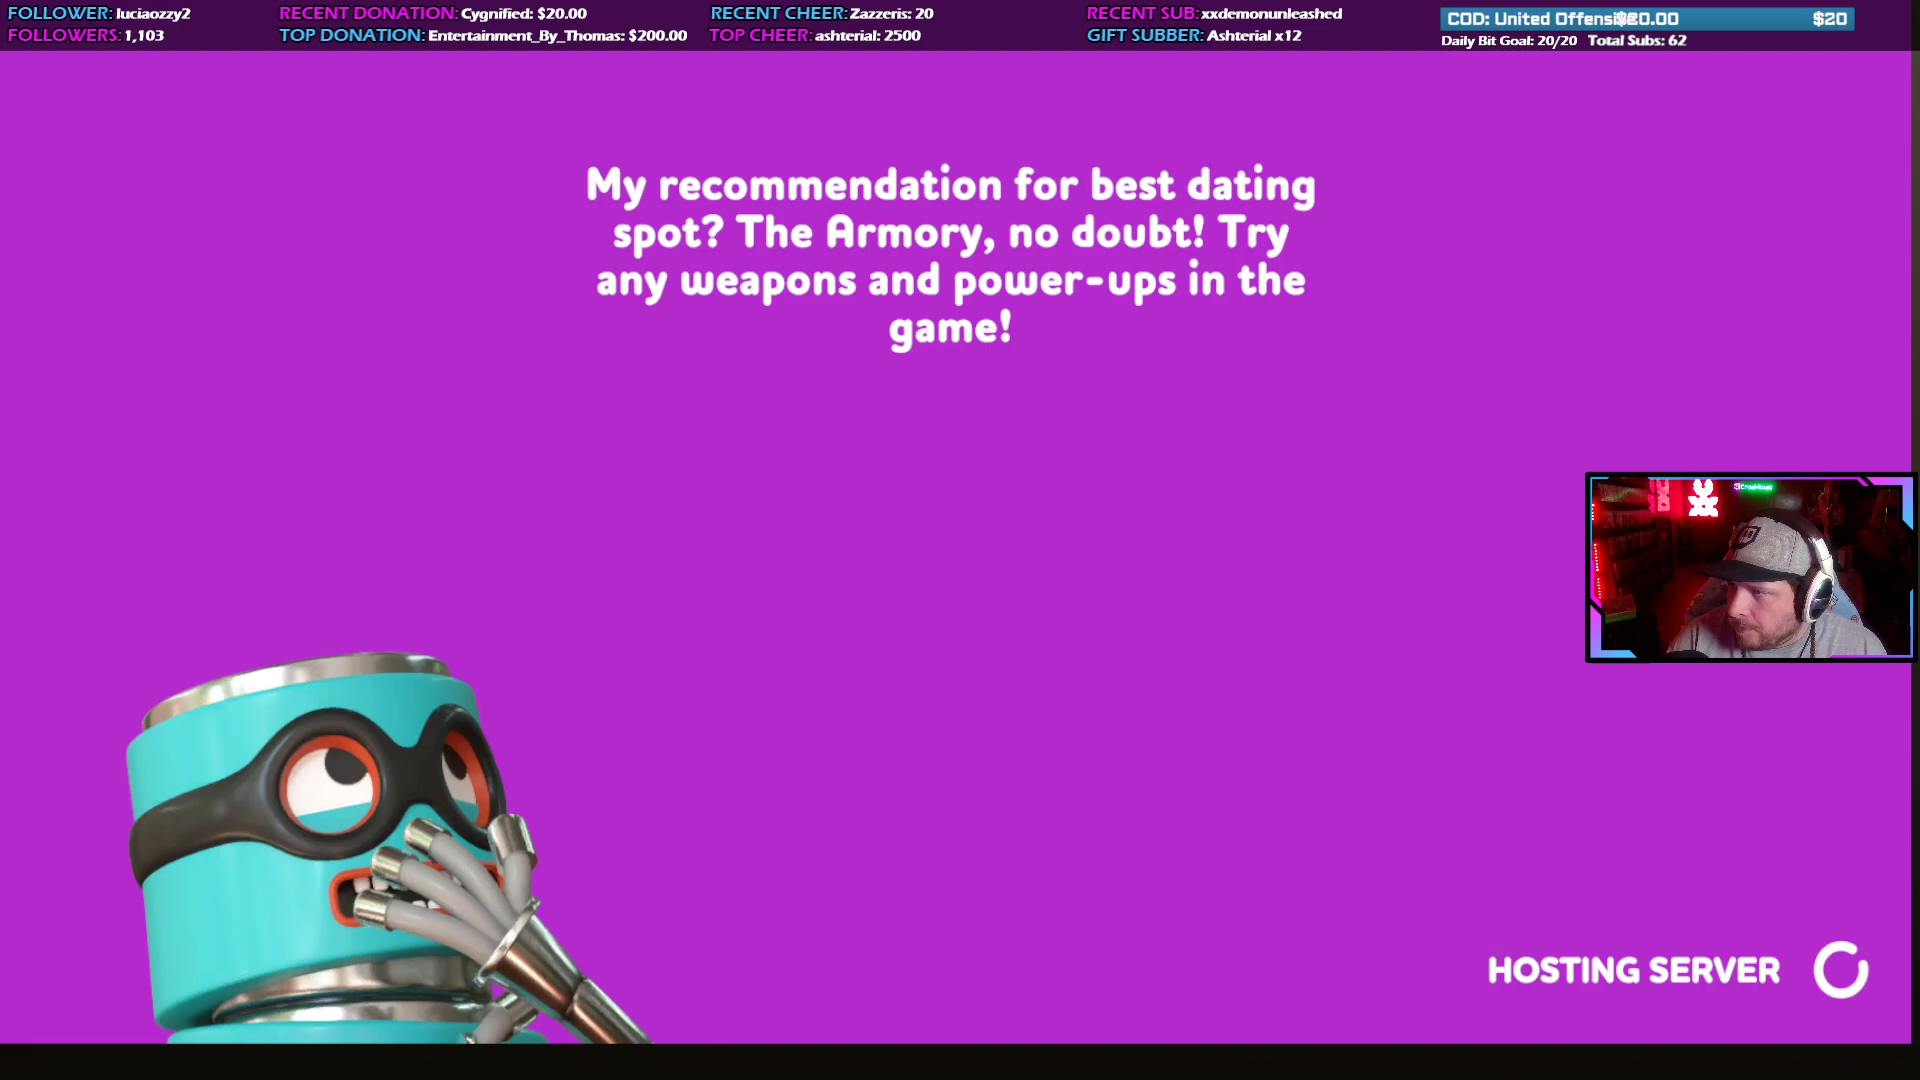 FOLLOWER: luciaozzy2
FOLLOWERS: 1,103
RECENT DONATION: Cygnified: $20.00
TOP DONATION: Entertainment_By_Thomas: $200.00
RECENT CHEER: Zazzeris: 20
TOP CHEER: ashterial: 2500
RECENT SUB: xxdemonunleashed
GIFT SUBBER: Ashterial x12
COD: United $20
Daily Bit Goal: 20/20 Total Subs: 62
My recommendation for best dating
spot? The Armory, no doubt! Try
any weapons and power-ups in the
game!
HOSTING SERVER